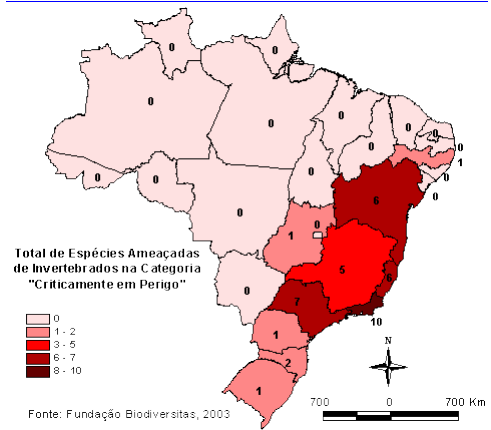 0
0
0
0
0
0
0
0
0
0
1
0
0
0
0
0
0
6
0
1
Total de Espécies Ameaçadas
de Invertebrados na Categoria
"Criticamente em Perigo"
5
6
0
7
10
0
1 - 2
3 - 5
6 - 7
8 - 10
1
2
1
N
Fonte: Fundação Biodiversitas, 2003
700 0 700 Km